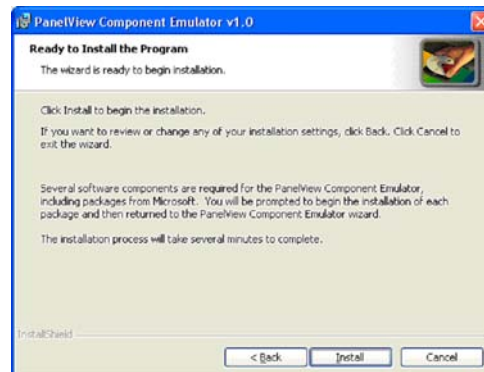 PanelView Component Emulator v1.0
Ready to Install the Program
The wizard is ready to begin installation.
Click Install to begin the installation.
If you want to review or change any of your installation settings, click Back. Click Cancel to
exit the wizard.
Several software components are required for the PanelView Component Emulator,
including packages from Microsoft. You will be prompted to begin the installation of each
package and then returned to the PanelView Component Emulator wizard.
The installation process will take several minutes to complete.
InstallShield
< Back
Install
Cancel